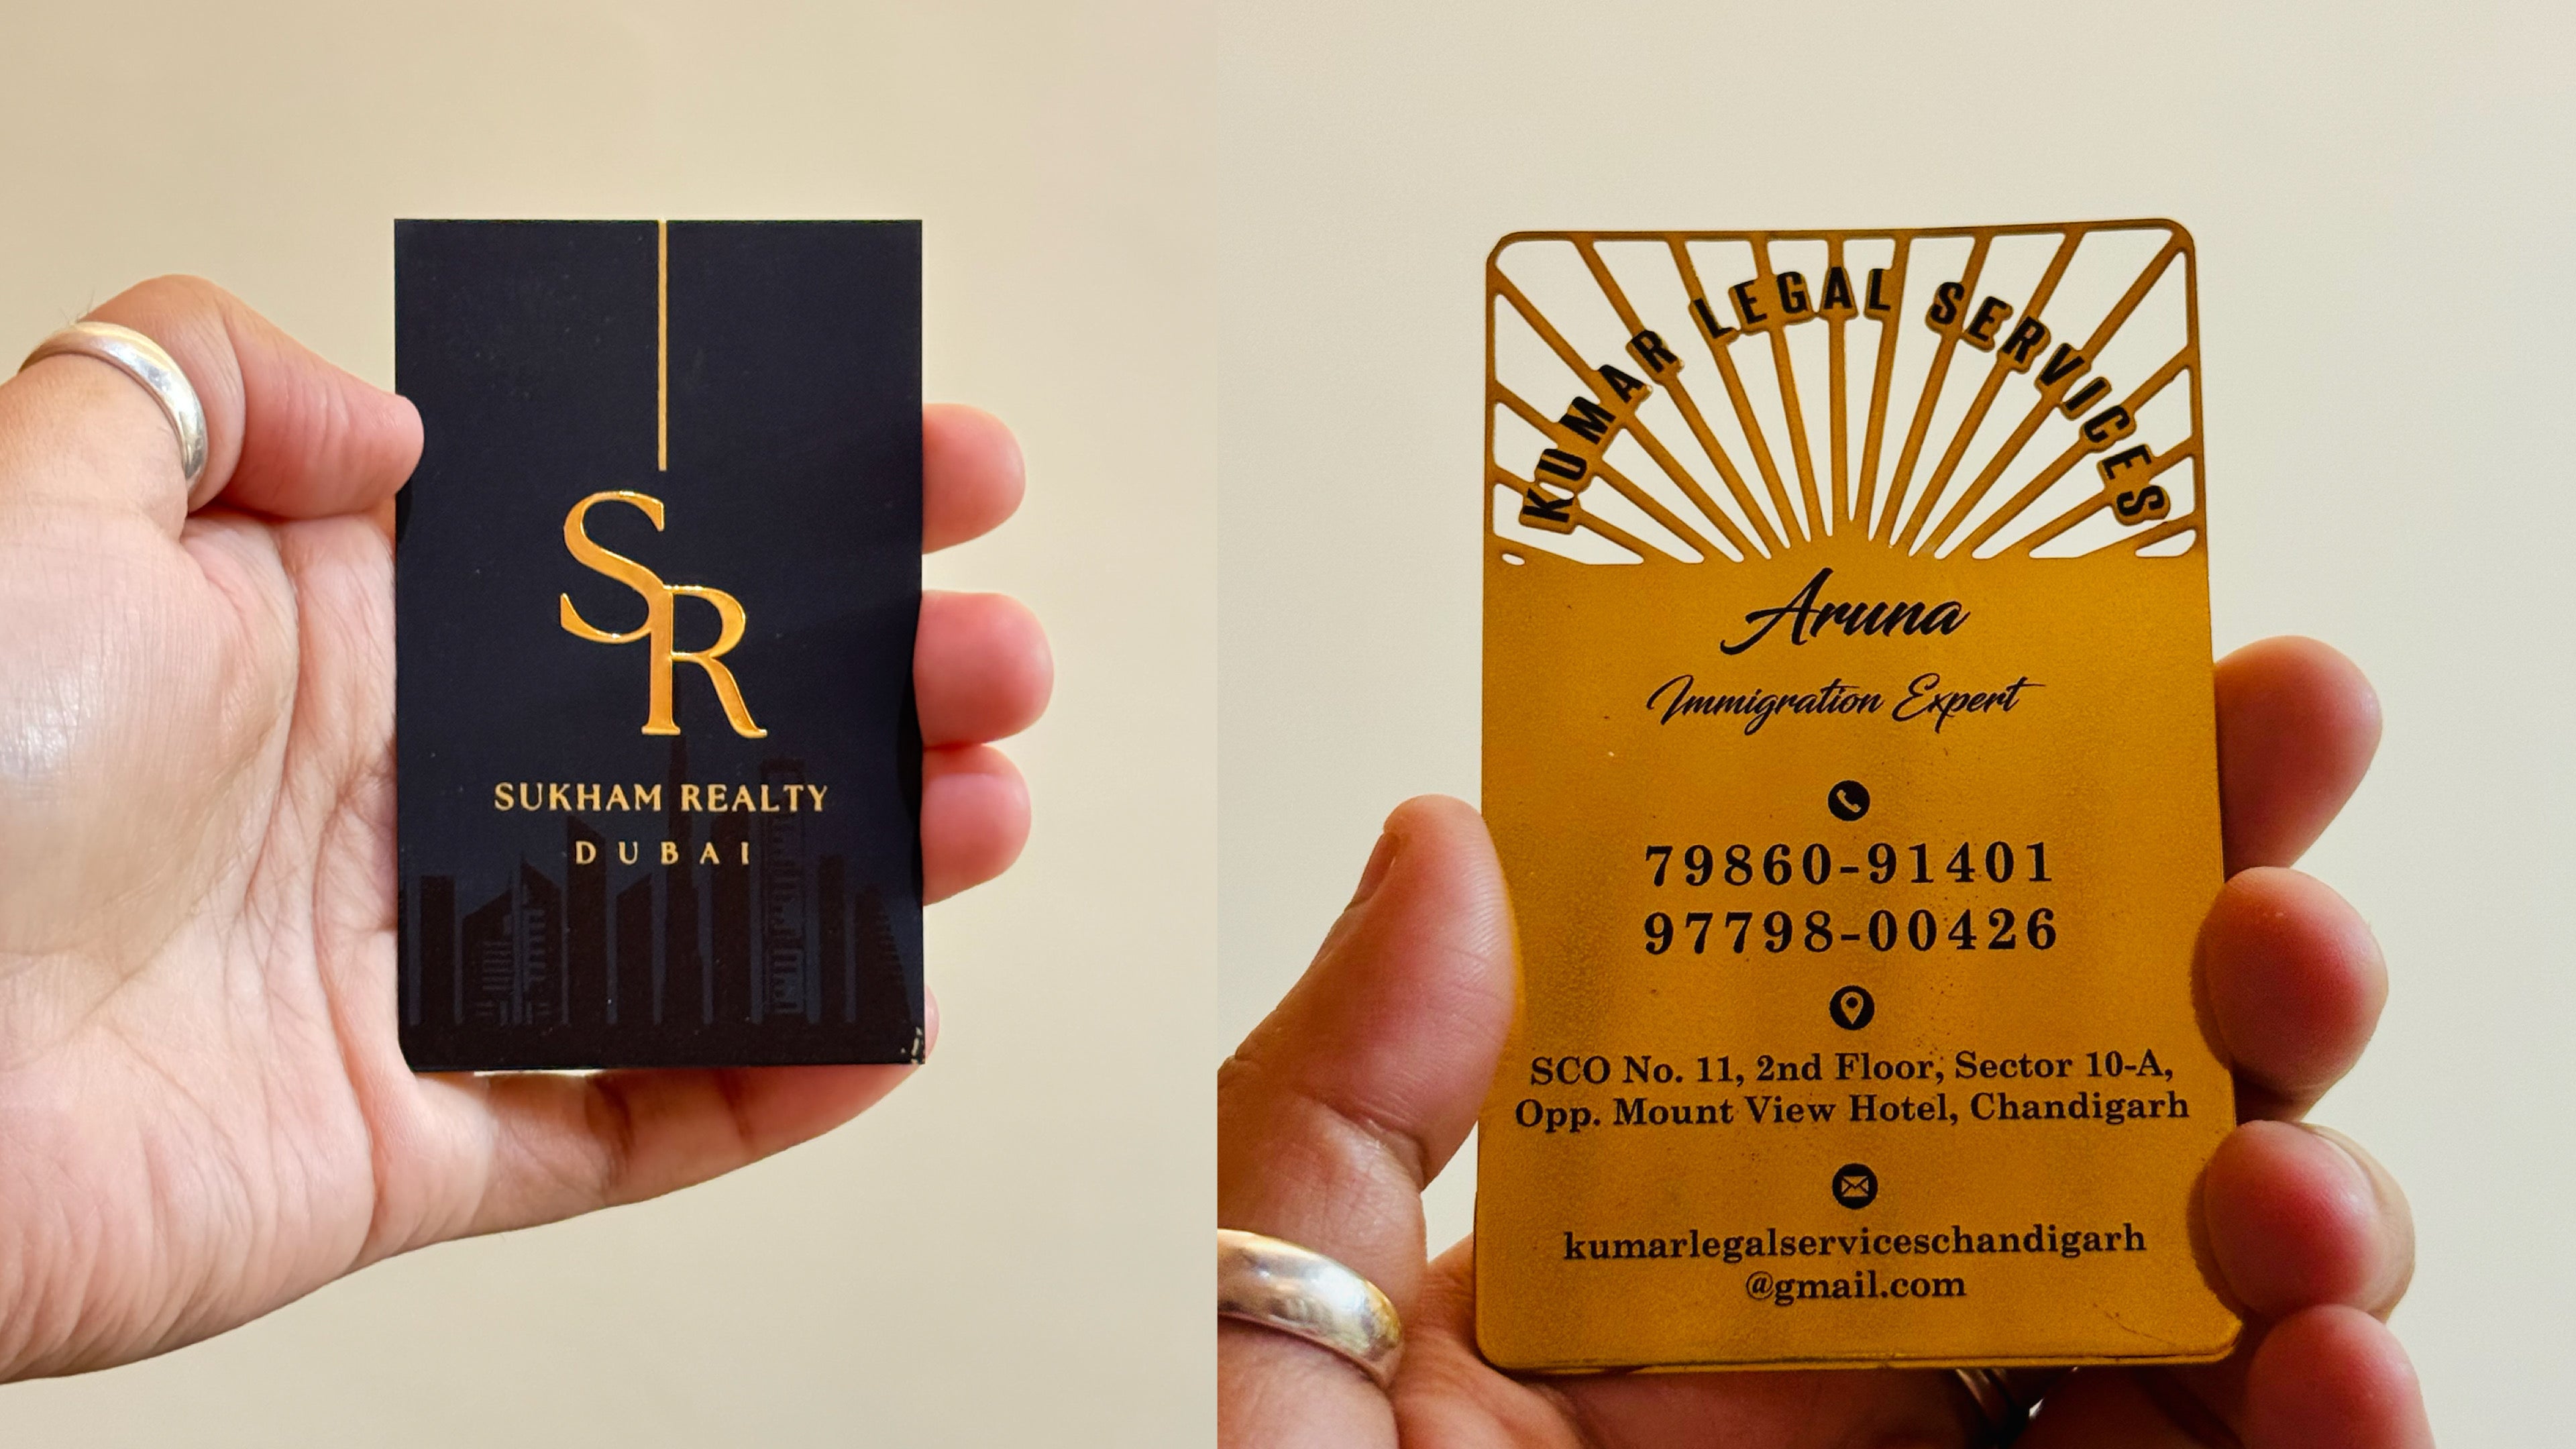 SR
SUKHAM REALTY
DUBAI
KUMAR LEGAL SERVICES
Aruna
Immigration Expert
79860-91401
97798-00426
SCO No. 11, 2nd Floor, Sector 10-A,
Opp. Mount View Hotel, Chandigarh
kumarlegalserviceschandigarh
@gmail.com